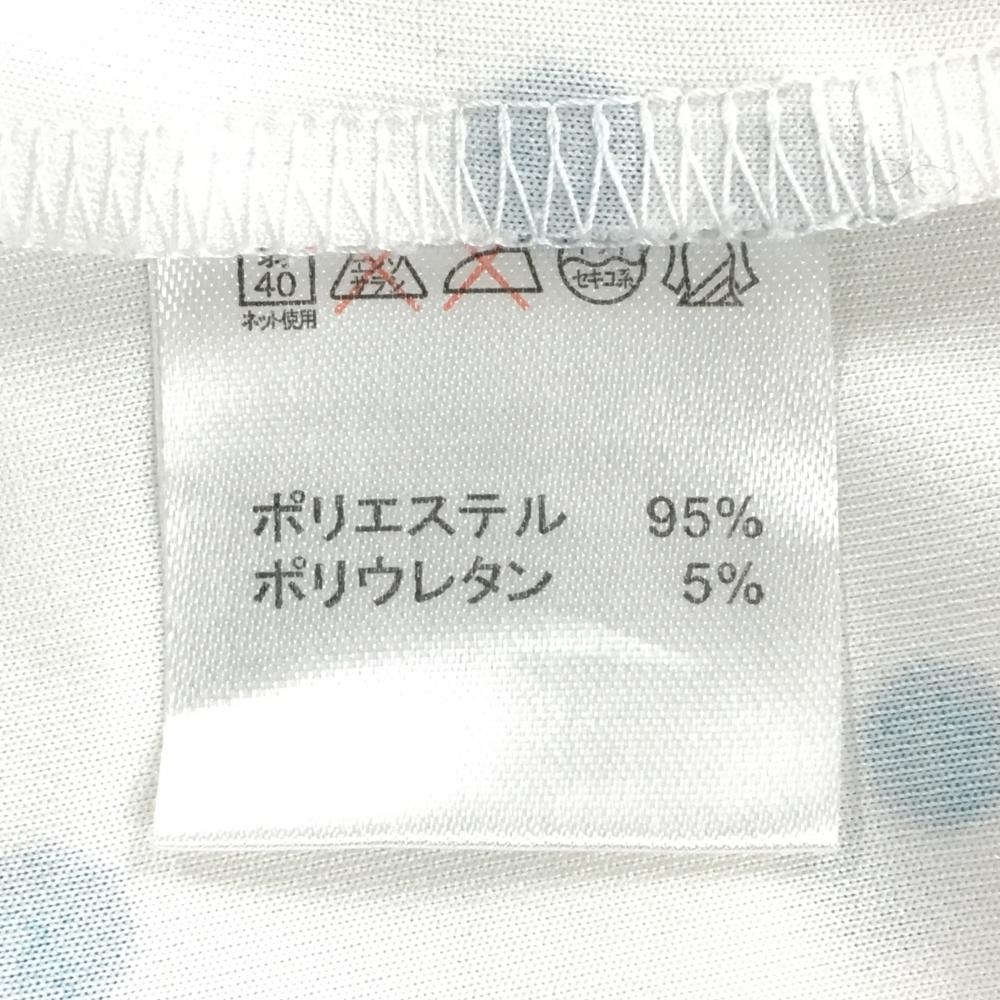 弱 エンソ
40 サラシ セキユ系
ネット使用
ポリエステル 95%
ポリウレタン 5%